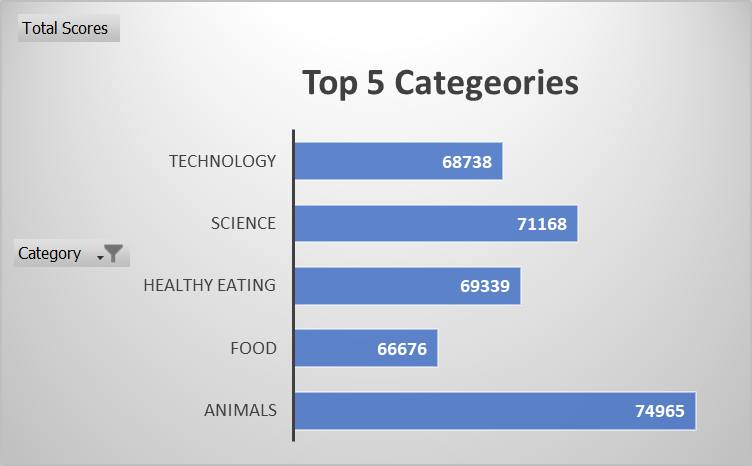 Total Scores
Top 5 Categeories
TECHNOLOGY 68738
SCIENCE 71168
Category
HEALTHY EATING 69339
FOOD 66676
ANIMALS 74965